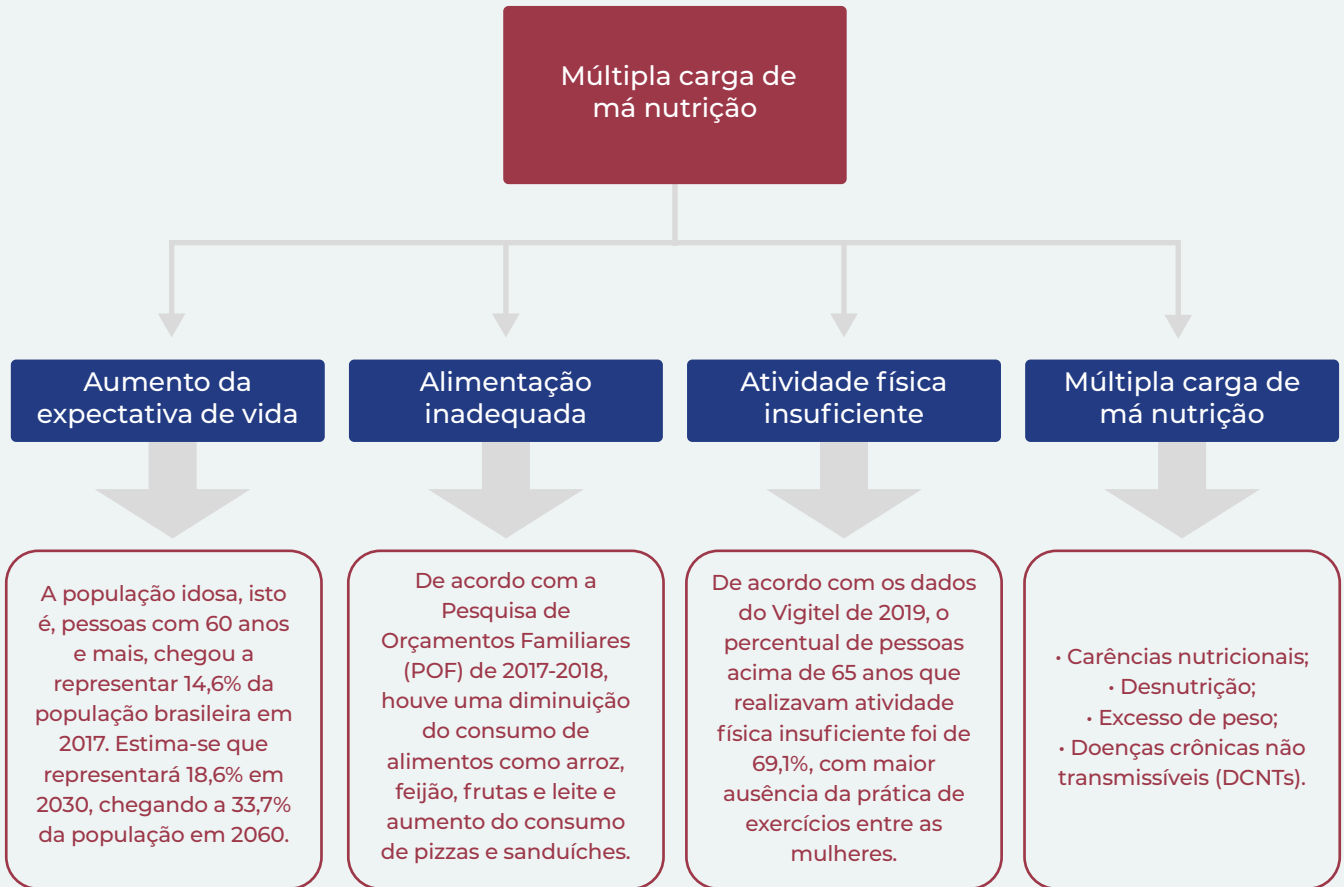 Múltipla carga de
má nutrição
Aumento da
expectativa de vida
Alimentação
inadequada
Atividade física
insuficiente
Múltipla carga de
má nutrição
A população idosa, isto
é, pessoas com 60 anos
e mais, chegou a
representar 14,6% da
população brasileira em
2017. Estima-se que
representará 18,6% em
2030, chegando a 33,7%
da população em 2060.
De acordo com a
Pesquisa de
Orçamentos Familiares
(POF) de 2017-2018,
houve uma diminuição
do consumo de
alimentos como arroz,
feijão, frutas e leite e
aumento do consumo
de pizzas e sanduíches.
De acordo com os dados
do Vigitel de 2019, o
percentual de pessoas
acima de 65 anos que
realizavam atividade
física insuficiente foi de
69,1%, com maior
ausência da prática de
exercícios entre as
mulheres.
• Carências nutricionais;
• Desnutrição;
• Excesso de peso;
• Doenças crônicas não
transmissíveis (DCNTs).